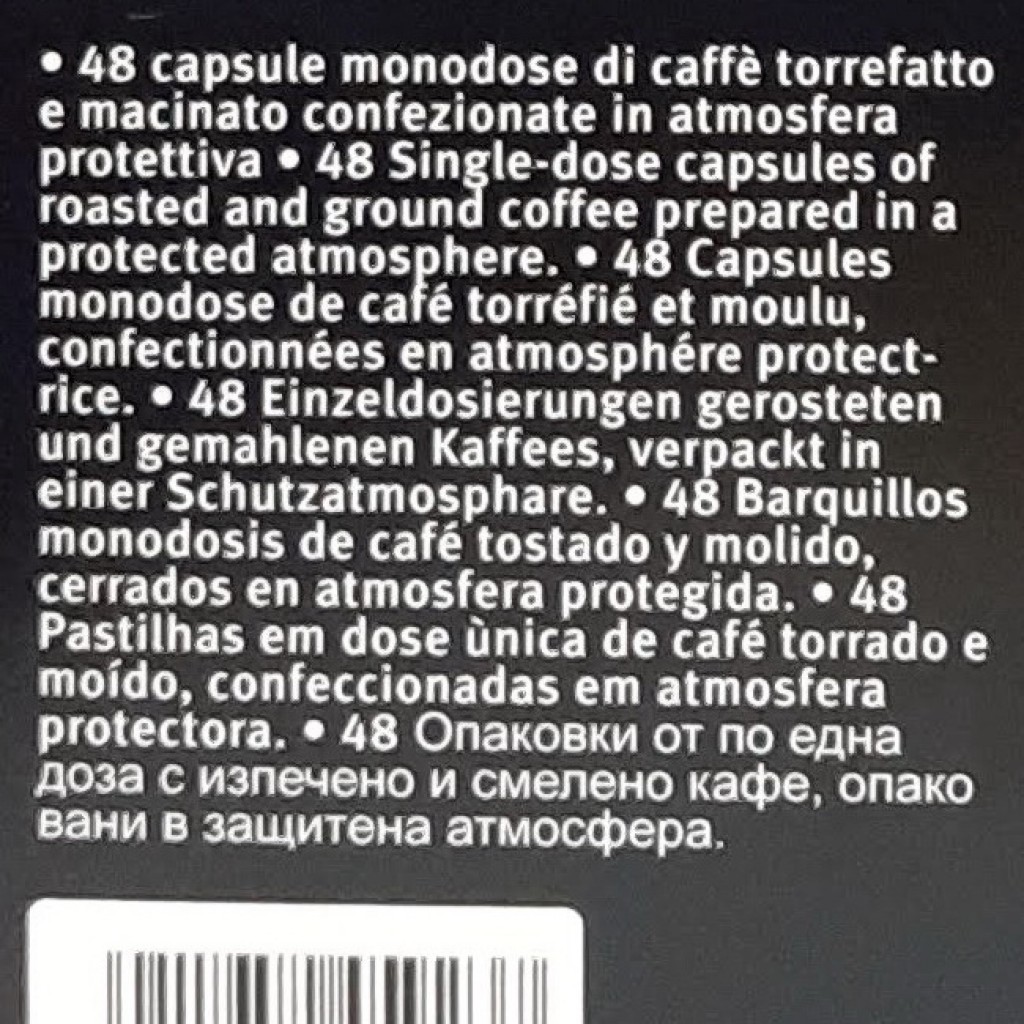 • 48 capsule monodose di caffè torrefatto
e macinato confezionate in atmosfera
protettiva • 48 Single-dose capsules of
roasted and ground coffee prepared in a
protected atmosphere. • 48 Capsules
monodose de café torréfié et moulu,
confectionnées en atmosphére protect-
rice. • 48 Einzeldosierungen gerosteten
und gemahlenen Kaffees, verpackt in
einer Schutzatmosphare. • 48 Barquillos
monodosis de café tostado y molido,
cerrados en atmosfera protegida. • 48
Pastilhas em dose ùnica de café torrado e
moído, confeccionadas em atmosfera
protectora. • 48 Опаковки от по една
доза с изпечено и смелено кафе, опако
вани в защитена атмосфера.